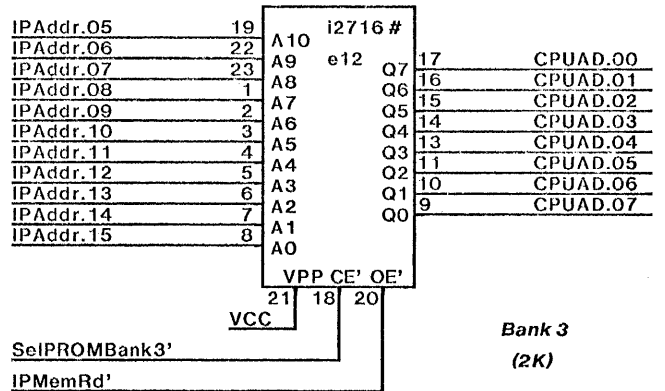 IPAddr.05 19 A10 i2716 #
IPAddr.06 22 A9 e12 Q7 17 CPUAD.00
IPAddr.07 23 A8 Q6 16 CPUAD.01
IPAddr.08 1 A7 Q5 15 CPUAD.02
IPAddr.09 2 A6 Q4 14 CPUAD.03
IPAddr.10 3 A5 Q3 13 CPUAD.04
IPAddr.11 4 A4 Q2 11 CPUAD.05
IPAddr.12 5 A3 Q1 10 CPUAD.06
IPAddr.13 6 A2 Q0 9 CPUAD.07
IPAddr.14 7 A1
IPAddr.15 8 A0
VPP CE' OE'
21 18 20
VCC
Bank 3
SelPROMBank3'
(2K)
IPMemRd'